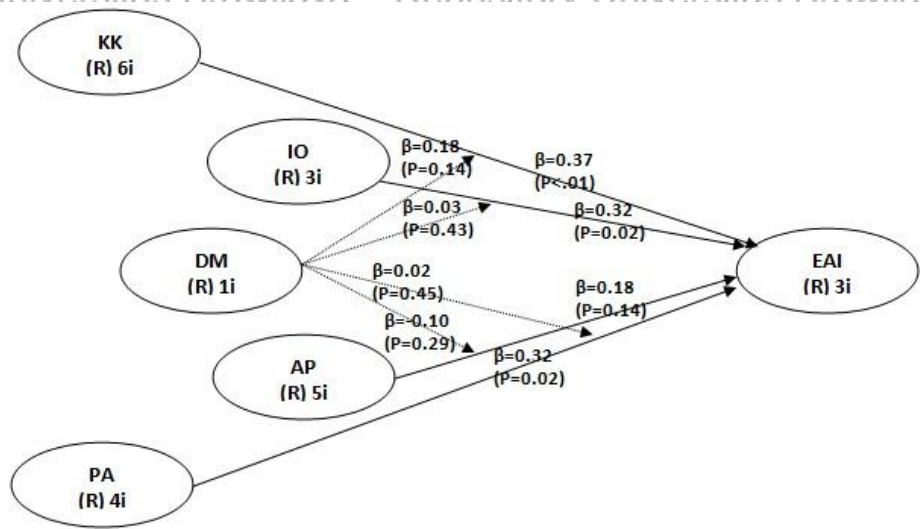 KK
(R) 6i
IO
(R) 3i
β=0.18
(P=0.14)
β=0.37
(P<.01)
β=0.03
(P=0.43)
β=0.32
(P=0.02)
DM
(R) 1i
EAI
(R) 3i
β=0.02
(P=0.45)
β=0.18
(P=0.14)
β=-0.10
(P=0.29)
β=0.32
(P=0.02)
AP
(R) 5i
PA
(R) 4i